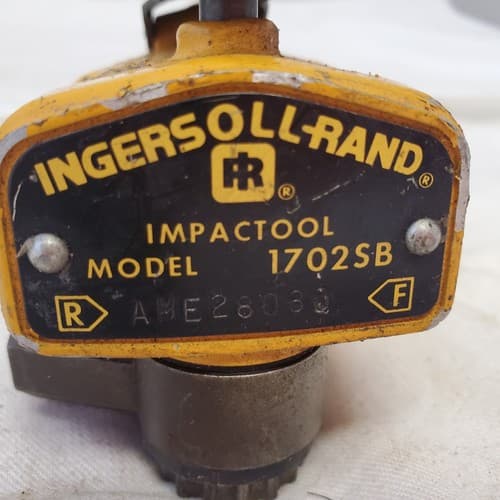 INGERSOLL-RAND ®
IR ®
IMPACTOOL
MODEL 1702SB
R F